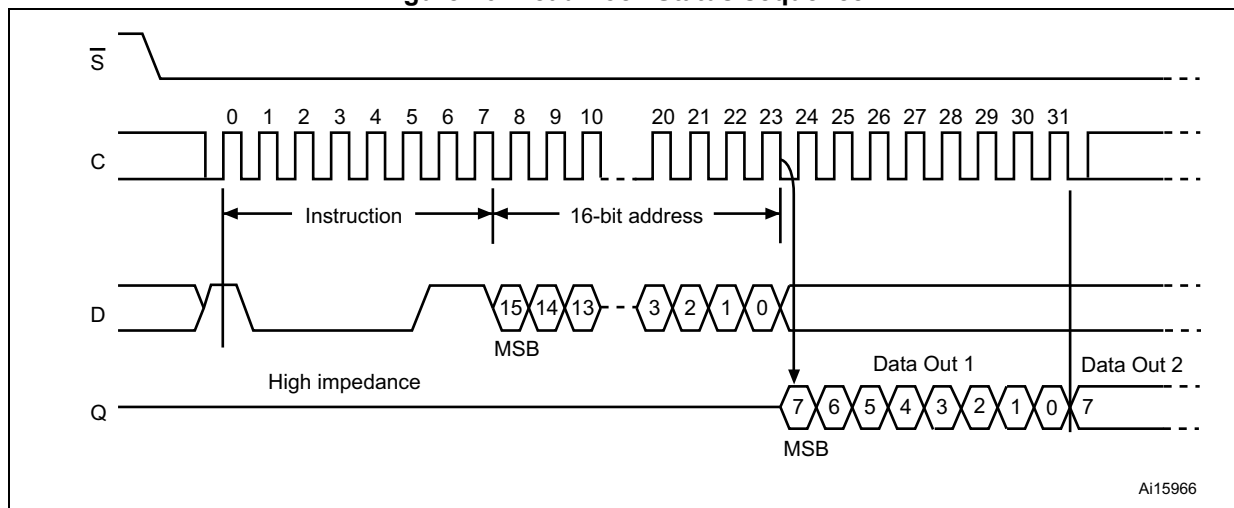 S
0 1 2 3 4 5 6 7 8 9 10 20 21 22 23 24 25 26 27 28 29 30 31
C
Instruction 16-bit address
D 15 14 13 3 2 1 0
MSB
High impedance Data Out 1 Data Out 2
Q 7 6 5 4 3 2 1 0 7
MSB
Ai15966